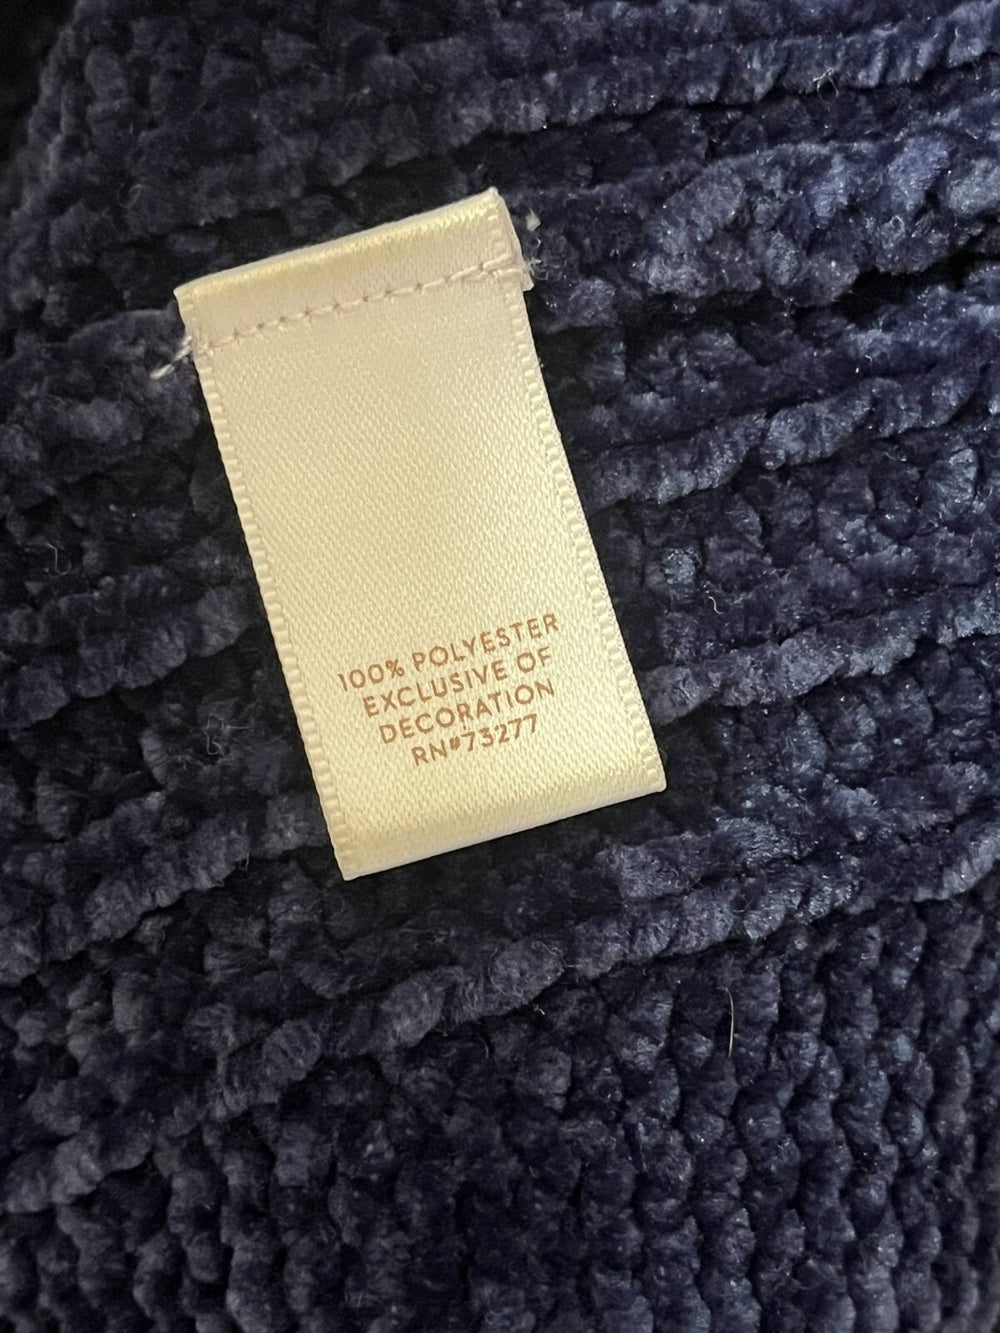 100% POLYESTER
EXCLUSIVE OF
DECORATION
RN#73277